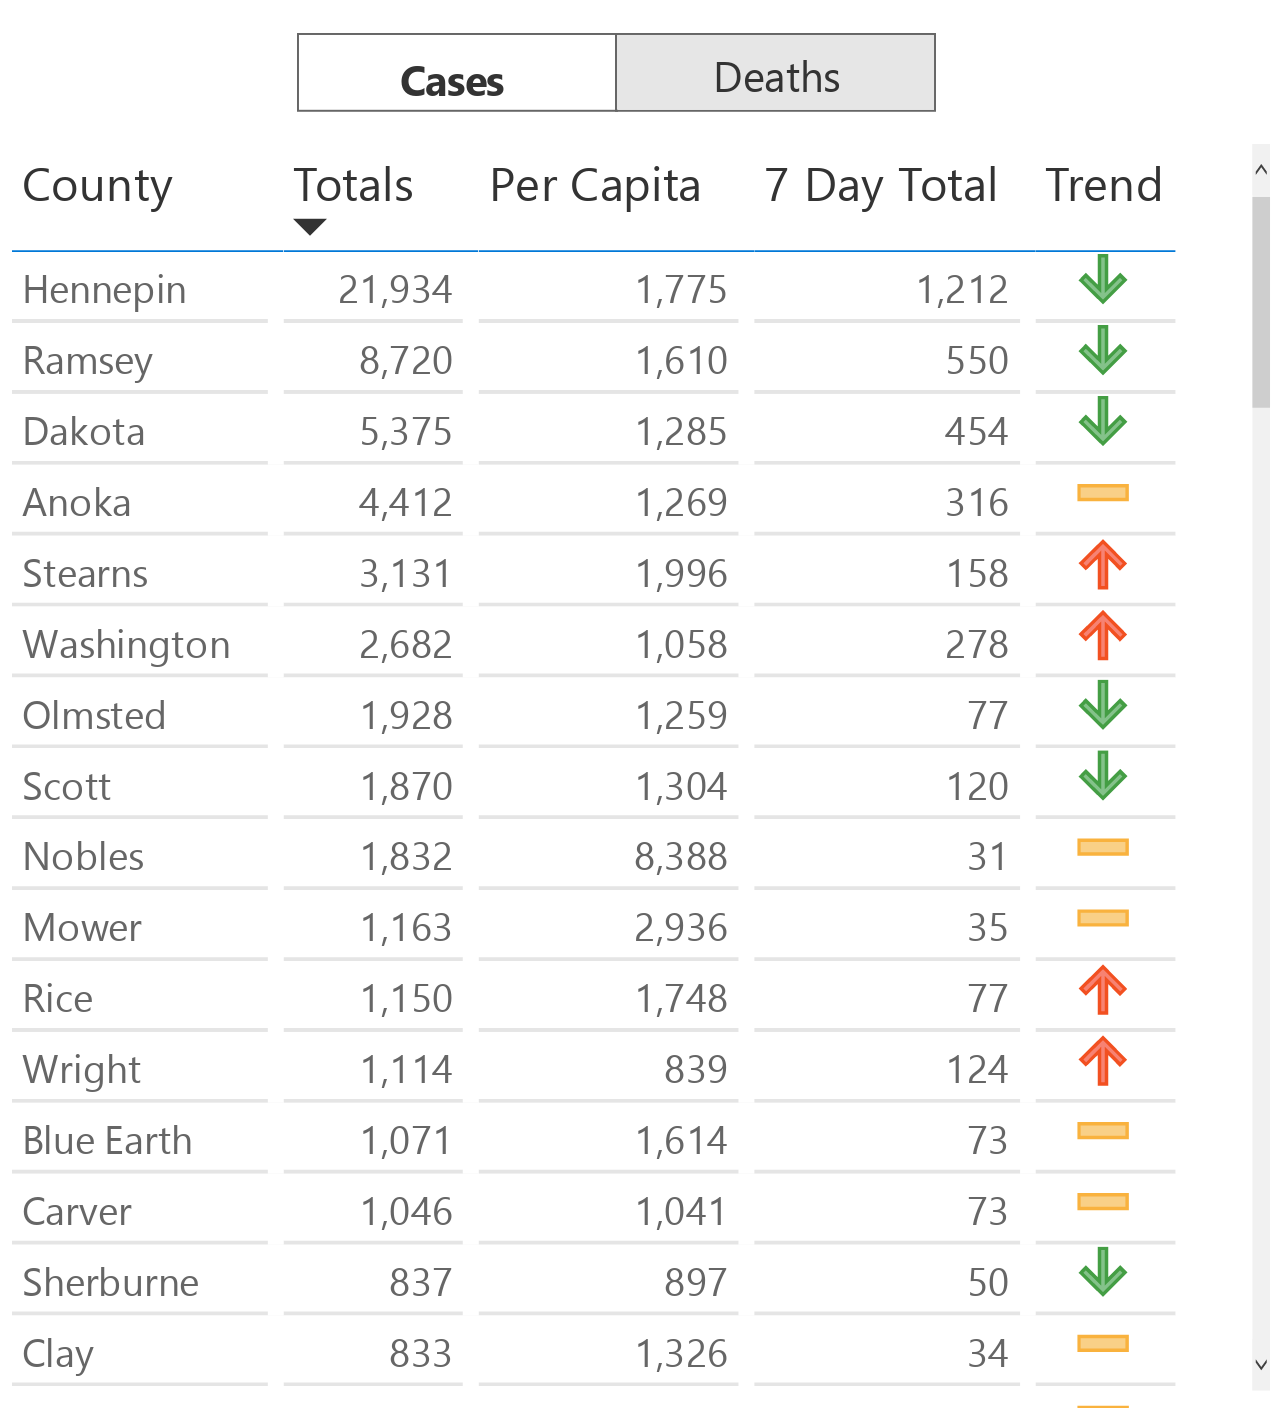 Cases Deaths
County Totals Per Capita 7 Day Total Trend
Hennepin 21,934 1,775 1,212
Ramsey 8,720 1,610 550
Dakota 5,375 1,285 454
Anoka 4,412 1,269 316
Stearns 3,131 1,996 158
Washington 2,682 1,058 278
Olmsted 1,928 1,259 77
Scott 1,870 1,304 120
Nobles 1,832 8,388 31
Mower 1,163 2,936 35
Rice 1,150 1,748 77
Wright 1,114 839 124
Blue Earth 1,071 1,614 73
Carver 1,046 1,041 73
Sherburne 837 897 50
Clay 833 1,326 34